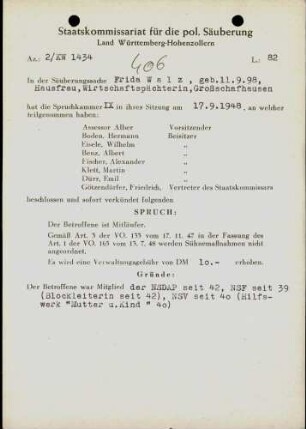 Staatskommissariat für die pol. Säuberung
Land Württemberg-Hohenzollern
Az.: 2/KW 1434
L.: 82
406
In der Säuberungssache Frida Walz, geb.11.9.98,
Hausfrau,Wirtschaftspächterin,Großschafhausen
hat die Spruchkammer IX in ihrer Sitzung am 17.9.1948, an welcher
teilgenommen haben:
Assessor Alber Vorsitzender
Boden, Hermann Beisitzer
Eisele, Wilhelm
Benz, Albert
Fischer, Alexander
Klett, Martin
Dürr, Emil
Götzendörfer, Friedrich, Vertreter des Staatskommissars
beschlossen und sofort verkündet folgenden
SPRUCH:
Der Betroffene ist Mitläufer.
Gemäß Art. 3 der VO. 133 vom 17. 11. 47 in der Fassung des
Art. 1 der VO. 165 vom 13. 7. 48 werden Sühnemaßnahmen nicht
angeordnet.
Es wird eine Verwaltungsgebühr von DM 10.- erhoben.
Gründe:
Der Betroffene war Mitglied der NSDAP seit 42, NSF seit 39
(Blockleiterin seit 42), NSV seit 40 (Hilfs-
werk "Mutter u.Kind " 40)